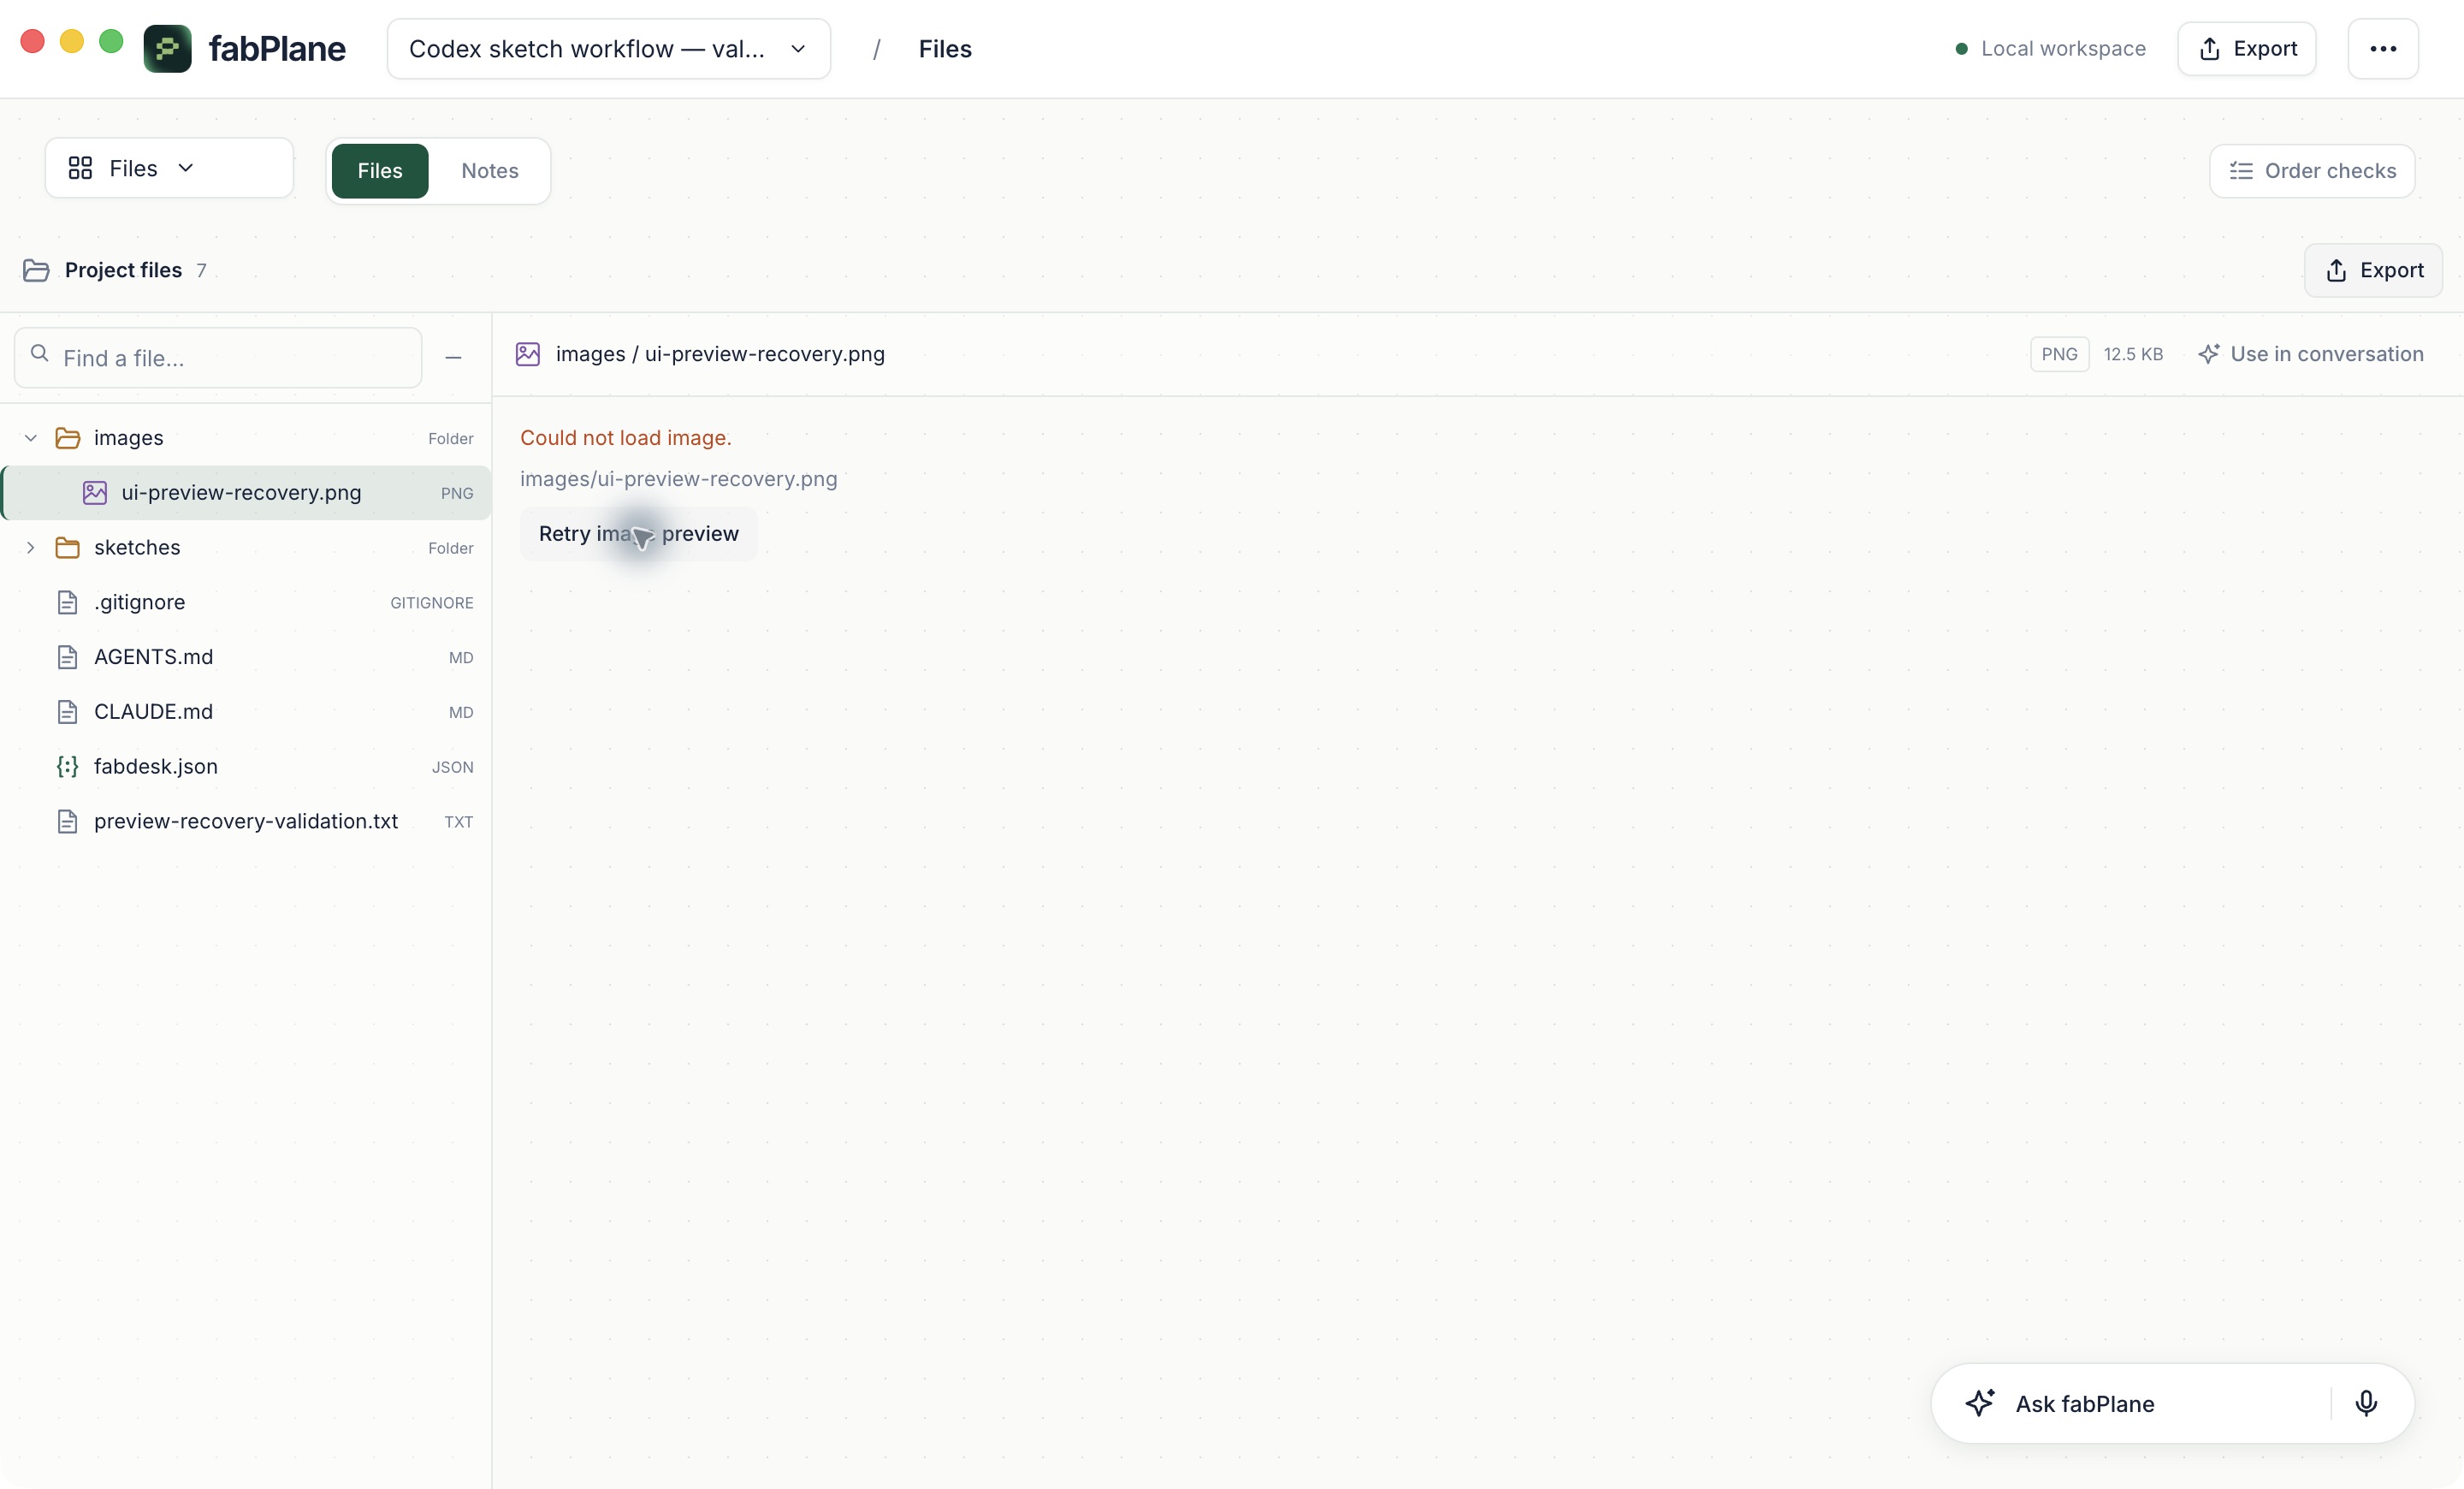 fabPlane
Codex sketch workflow — val...
/
Files
Local workspace
Export
Files
Files
Notes
Order checks
Project files 7
Export
Find a file...
images / ui-preview-recovery.png
PNG
12.5 KB
Use in conversation
images Folder
ui-preview-recovery.png PNG
sketches Folder
.gitignore GITIGNORE
AGENTS.md MD
CLAUDE.md MD
fabdesk.json JSON
preview-recovery-validation.txt TXT
Could not load image.
images/ui-preview-recovery.png
Retry image preview
Ask fabPlane